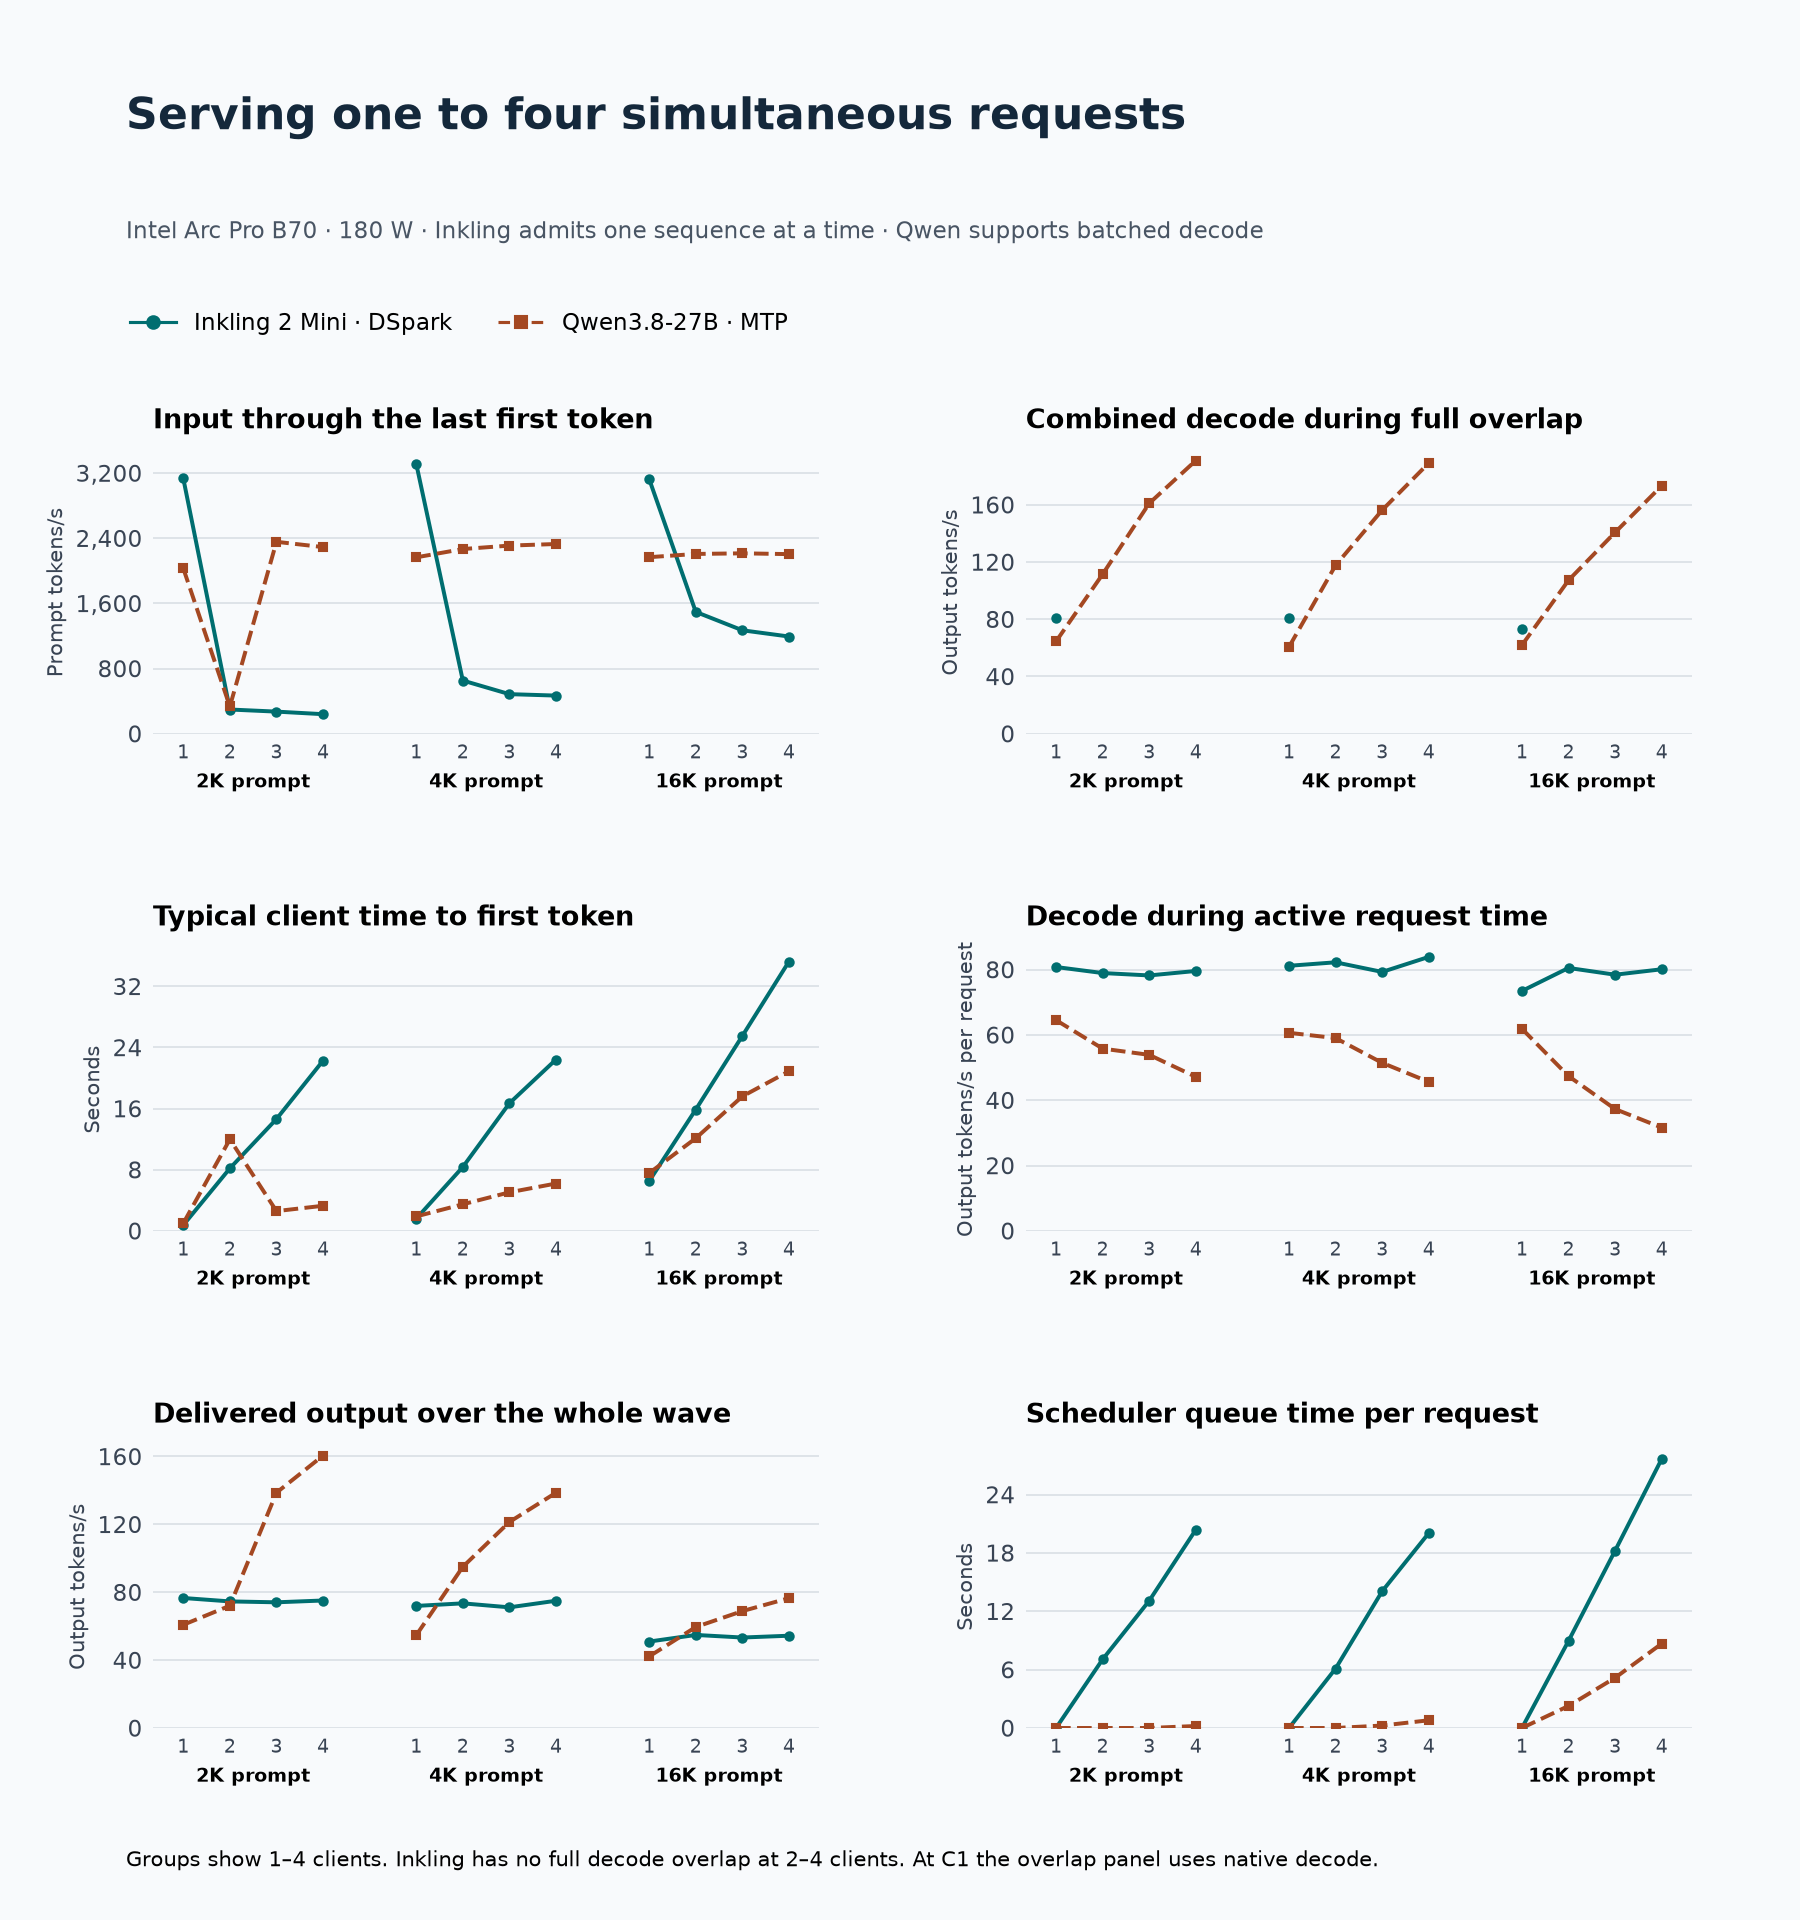 Serving one to four simultaneous requests
Intel Arc Pro B70 · 180 W · Inkling admits one sequence at a time · Qwen supports batched decode
Inkling 2 Mini · DSpark
Qwen3.8-27B · MTP
Input through the last first token
Prompt tokens/s
3,200
2,400
1,600
800
0
1 2 3 4 1 2 3 4 1 2 3 4
2K prompt 4K prompt 16K prompt
Combined decode during full overlap
Output tokens/s
160
120
80
40
0
1 2 3 4 1 2 3 4 1 2 3 4
2K prompt 4K prompt 16K prompt
Typical client time to first token
Seconds
32
24
16
8
0
1 2 3 4 1 2 3 4 1 2 3 4
2K prompt 4K prompt 16K prompt
Decode during active request time
Output tokens/s per request
80
60
40
20
0
1 2 3 4 1 2 3 4 1 2 3 4
2K prompt 4K prompt 16K prompt
Delivered output over the whole wave
Output tokens/s
160
120
80
40
0
1 2 3 4 1 2 3 4 1 2 3 4
2K prompt 4K prompt 16K prompt
Scheduler queue time per request
Seconds
24
18
12
6
0
1 2 3 4 1 2 3 4 1 2 3 4
2K prompt 4K prompt 16K prompt
Groups show 1–4 clients. Inkling has no full decode overlap at 2–4 clients. At C1 the overlap panel uses native decode.